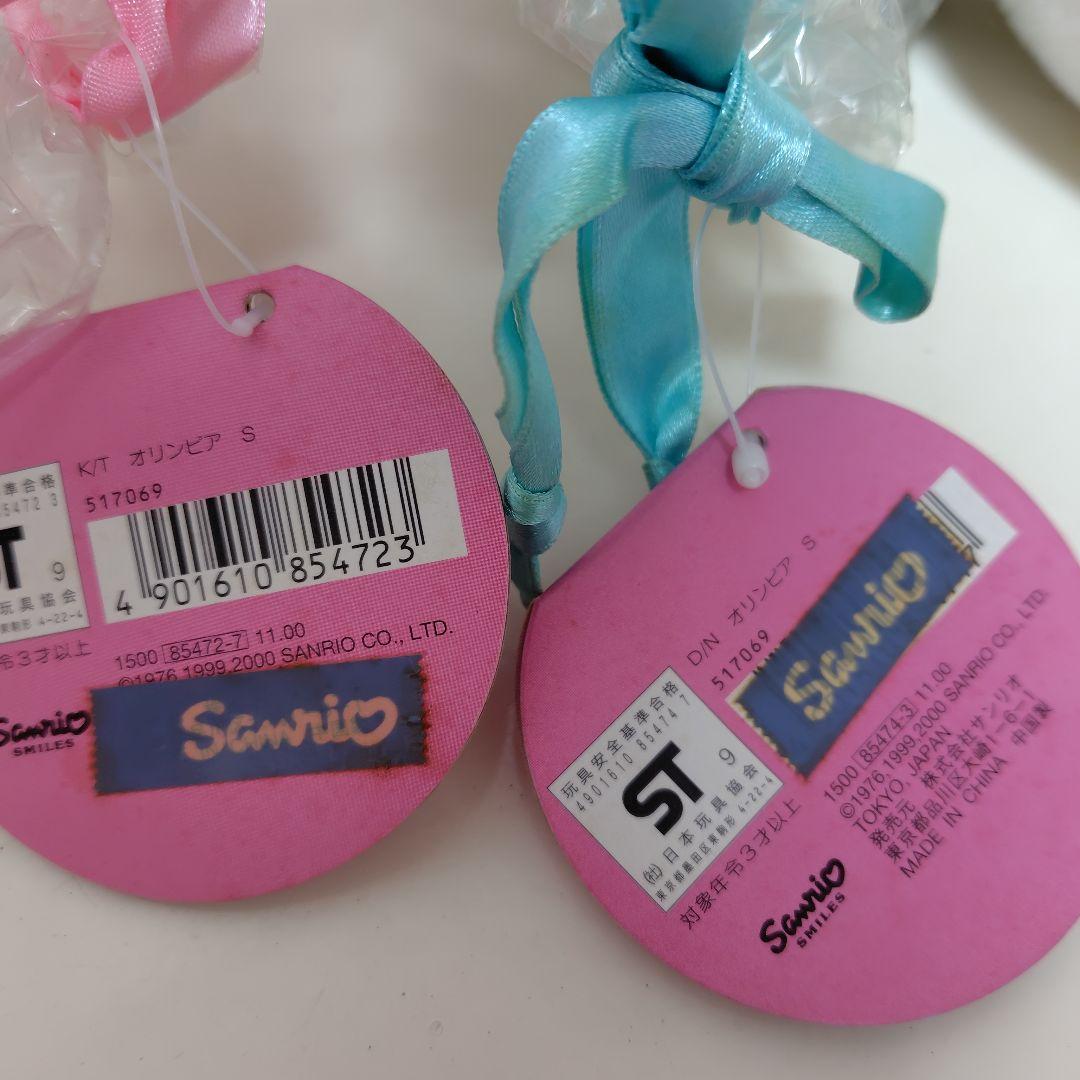 K/T オリンピア S
517069
準合格
85472 3
ST 9
玩具協会
東駒形 4-22-4
4 901610 854723
令3才以上
1500 85472-7 11.00
©1976,1999,2000 SANRIO CO., LTD.
Sanrio
SMILES
Sanrio
D/N オリンピア S
517069
玩具安全基準合格
4901610 85474 7
ST 9
(社)日本玩具協会
東京都墨田区東駒形 4-22-4
対象年令3才以上
Sanrio
1500 85474-3 11.00
©1976,1999,2000 SANRIO CO., LTD.
TOKYO, JAPAN
発売元 株式会社サンリオ
東京都品川区大崎1-6-1
MADE IN CHINA 中国製
Sanrio
SMILES